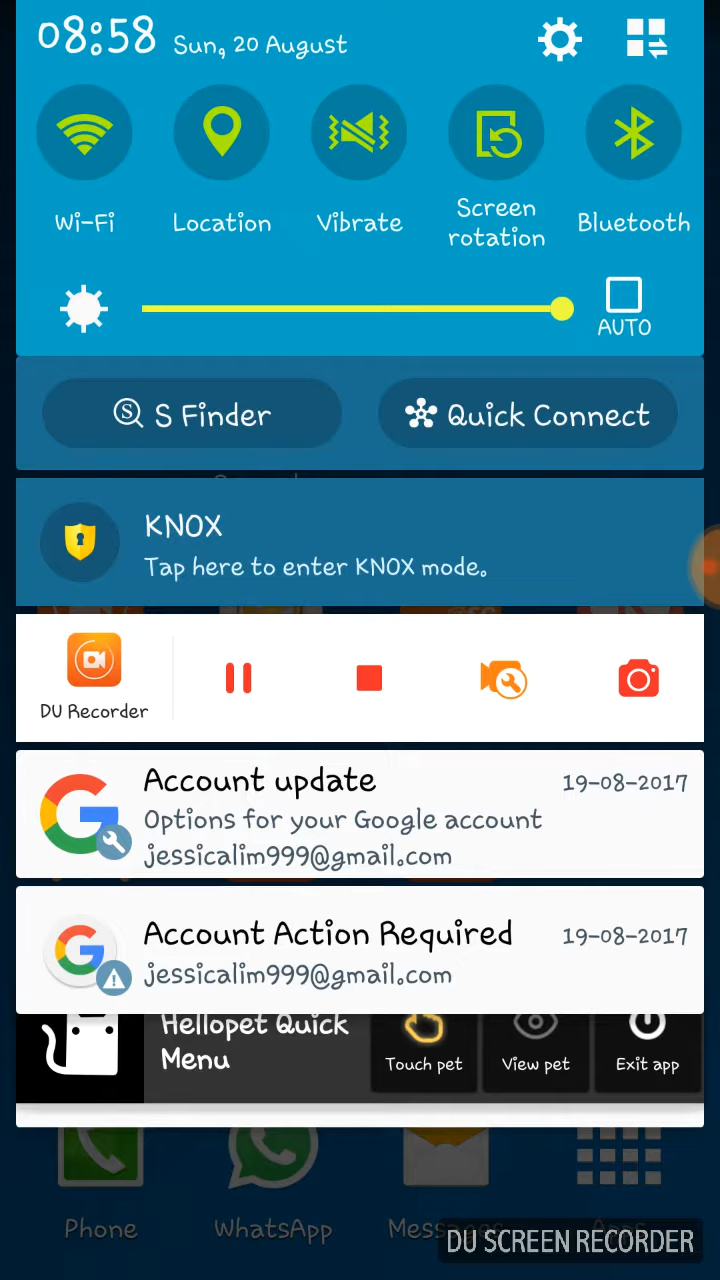 08:58 Sun, 20 August
Wi-Fi
Location
Vibrate
Screen
rotation
Bluetooth
AUTO
S Finder
Quick Connect
KNOX
Tap here to enter KNOX mode.
DU Recorder
Account update 19-08-2017
Options for your Google account
jessicalim999@gmail.com
Account Action Required 19-08-2017
jessicalim999@gmail.com
Hellopet Quick
Menu
Touch pet
View pet
Exit app
Phone
WhatsApp
Messages
Apps
DU SCREEN RECORDER